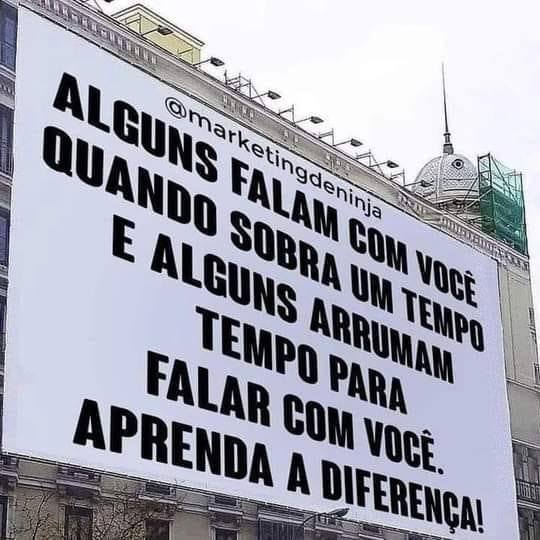 @marketingdeninja
ALGUNS FALAM COM VOCÊ
QUANDO SOBRA UM TEMPO
E ALGUNS ARRUMAM
TEMPO PARA
FALAR COM VOCÊ.
APRENDA A DIFERENÇA!